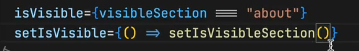 isVisible={visibleSection === "about"}
setIsVisible={() => setIsVisibleSection()}